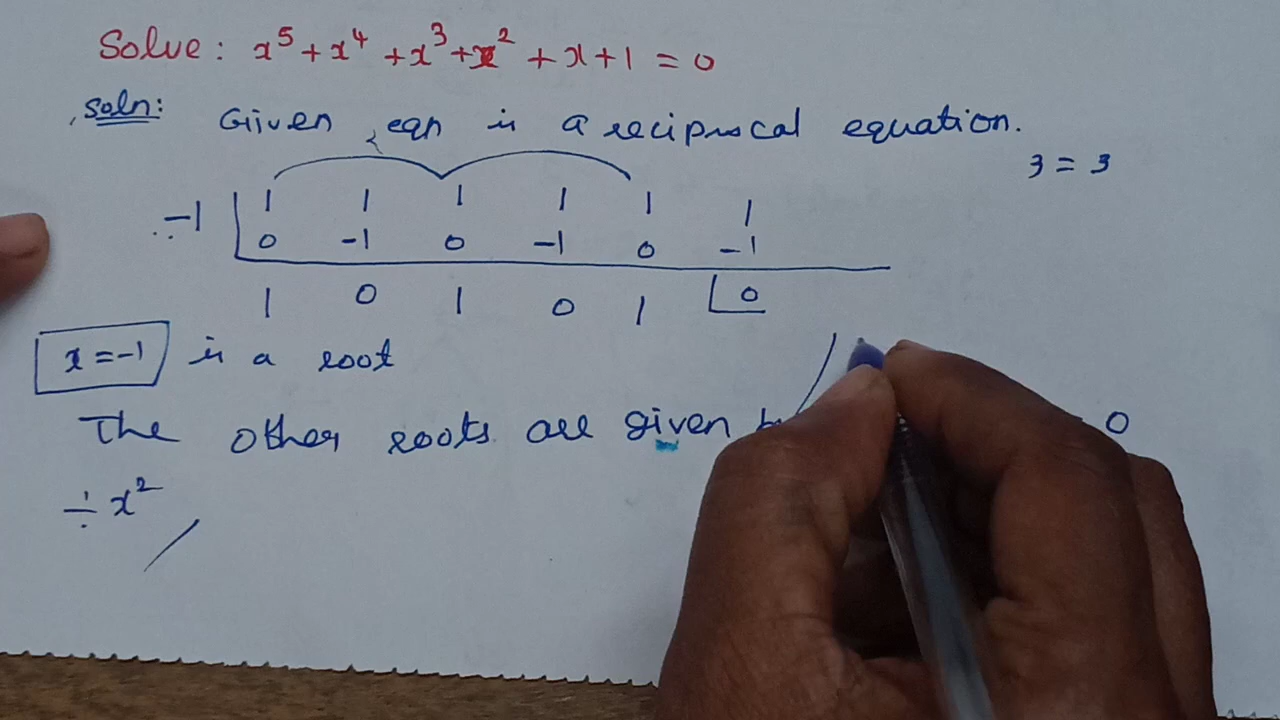 Solve: x⁵ + x⁴ + x³ + x² + x + 1 = 0
Soln: Given eqn is a reciprocal equation.
3 = 3
-1 | 1 1 1 1 1 1
0 -1 0 -1 0 -1
1 0 1 0 1 | 0
x = -1 is a root
The other roots are given = 0
÷ x²